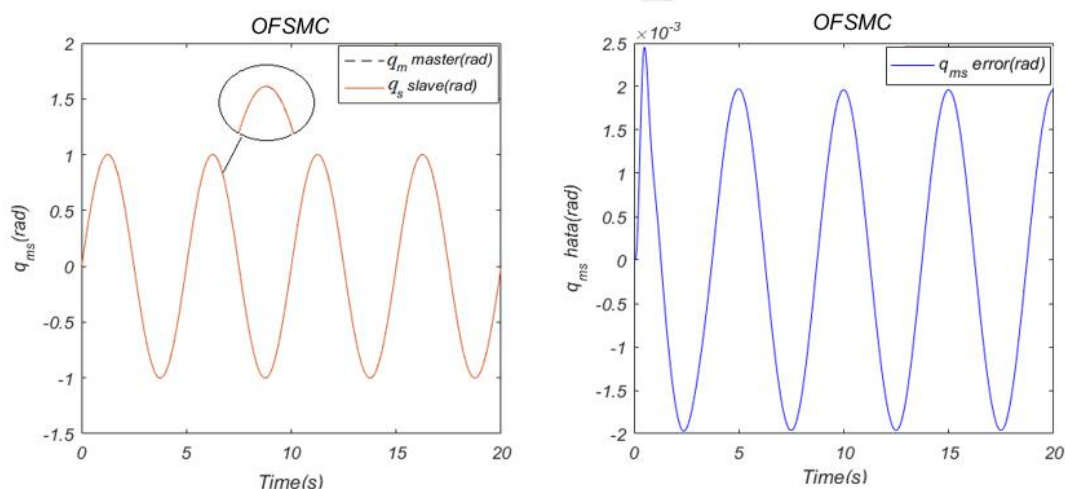 OFSMC
2
1.5
1
0.5
0
-0.5
-1
-1.5
q_ms(rad)
q_m master(rad)
q_s slave(rad)
0 5 10 15 20
Time(s)
OFSMC
×10^-3
2.5
2
1.5
1
0.5
0
-0.5
-1
-1.5
-2
q_ms hata(rad)
q_ms error(rad)
0 5 10 15 20
Time(s)